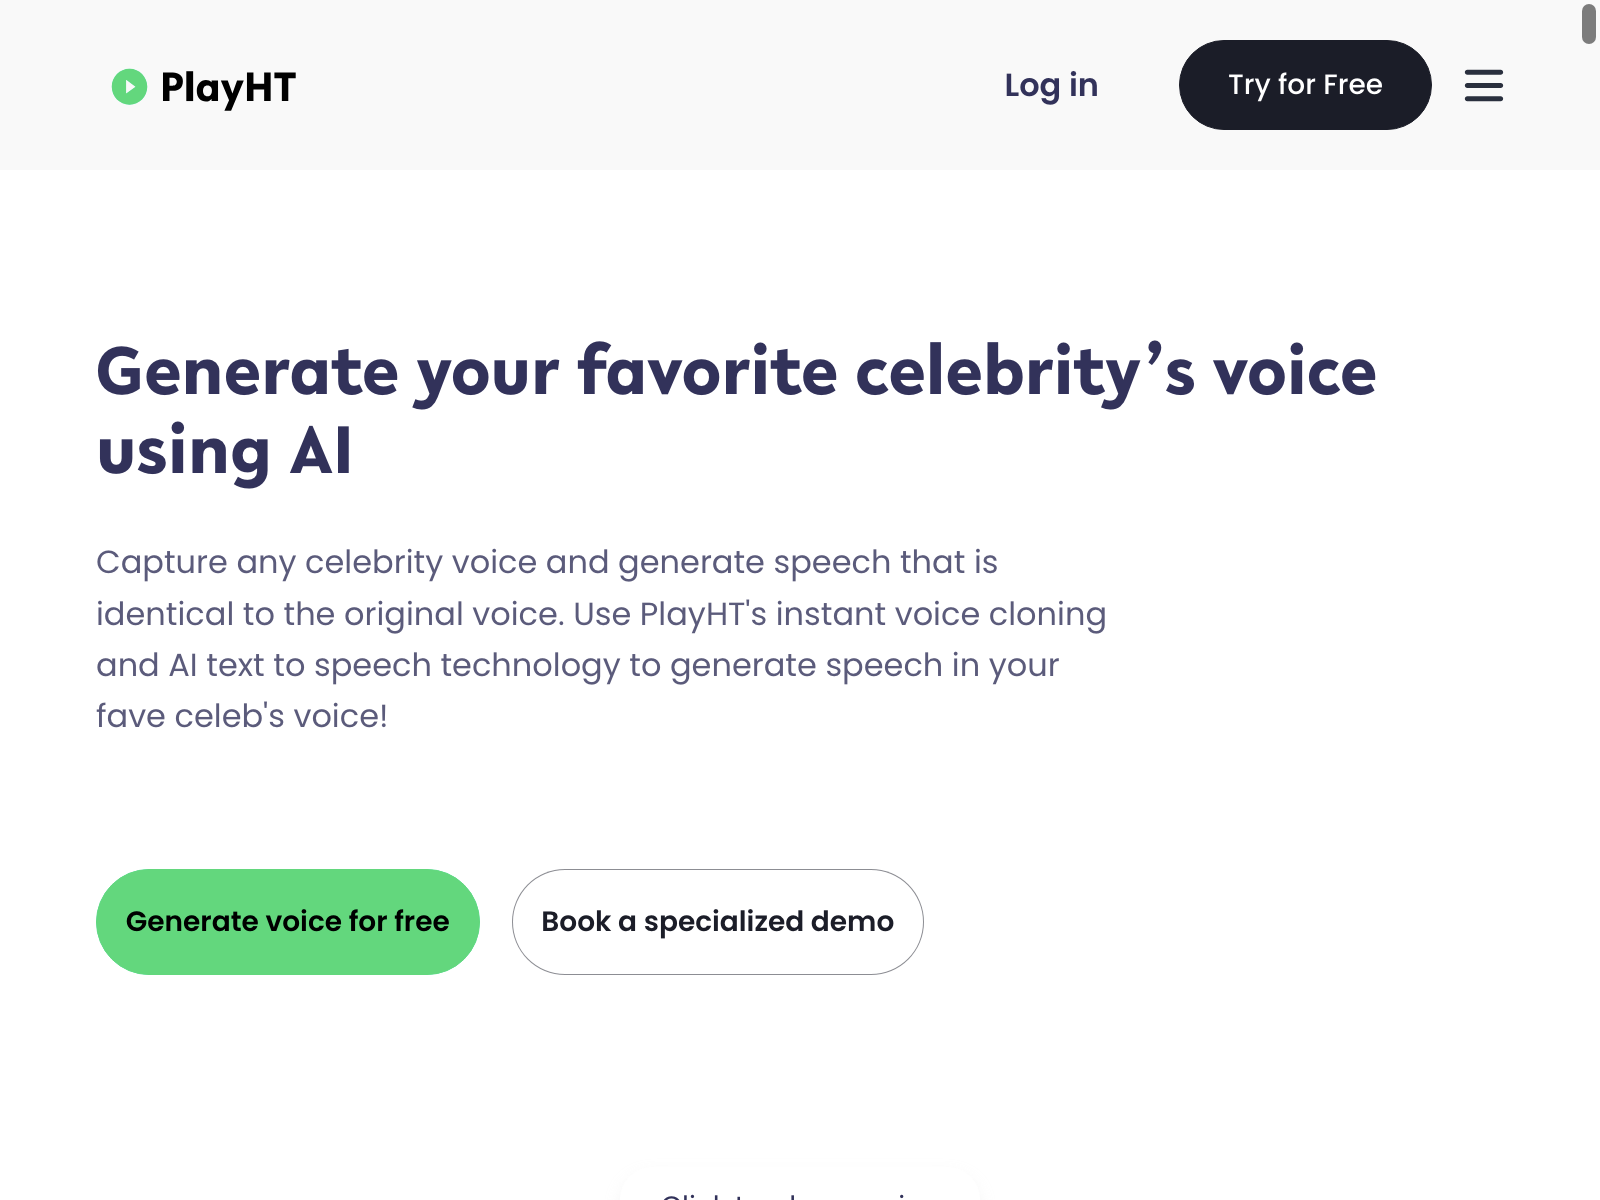 PlayHT
Log in
Try for Free
Generate your favorite celebrity’s voice
using AI
Capture any celebrity voice and generate speech that is
identical to the original voice. Use PlayHT's instant voice cloning
and AI text to speech technology to generate speech in your
fave celeb's voice!
Generate voice for free
Book a specialized demo